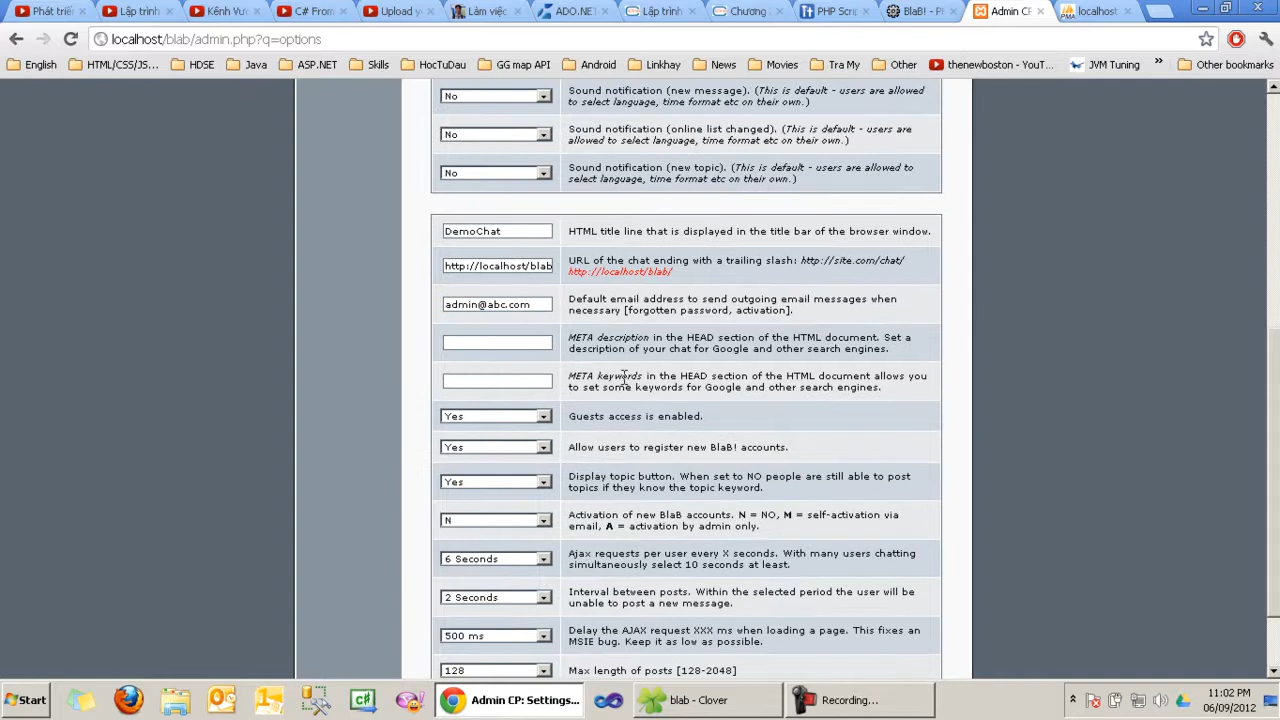 Phát triể
Lập trình
Kênh Vư
C# From
Upload y
Làm việc
ADO.NET
Lập trình
Chương
PHP Scri
BlaB! - P
Admin CP
localhost
localhost/blab/admin.php?q=options
English
HTML/CSS/JS...
HDSE
Java
ASP.NET
Skills
HocTuDau
GG map API
Android
Linkhay
News
Movies
Tra My
Other
thenewboston - YouT...
JVM Tuning
»
Other bookmarks
No
Sound notification (new message). (This is default - users are allowed
to select language, time format etc on their own.)
No
Sound notification (online list changed). (This is default - users are
allowed to select language, time format etc on their own.)
No
Sound notification (new topic). (This is default - users are allowed to
select language, time format etc on their own.)
DemoChat
HTML title line that is displayed in the title bar of the browser window.
http://localhost/blab
URL of the chat ending with a trailing slash: http://site.com/chat/
http://localhost/blab/
admin@abc.com
Default email address to send outgoing email messages when
necessary [forgotten password, activation].
META description in the HEAD section of the HTML document. Set a
description of your chat for Google and other search engines.
META keywords in the HEAD section of the HTML document allows you
to set some keywords for Google and other search engines.
Yes
Guests access is enabled.
Yes
Allow users to register new BlaB! accounts.
Yes
Display topic button. When set to NO people are still able to post
topics if they know the topic keyword.
N
Activation of new BlaB accounts. N = NO, M = self-activation via
email, A = activation by admin only.
6 Seconds
Ajax requests per user every X seconds. With many users chatting
simultaneously select 10 seconds at least.
2 Seconds
Interval between posts. Within the selected period the user will be
unable to post a new message.
500 ms
Delay the AJAX request XXX ms when loading a page. This fixes an
MSIE bug. Keep it as low as possible.
128
Max length of posts [128-2048]
Start
Admin CP: Settings...
blab - Clover
Recording...
11:02 PM
06/09/2012